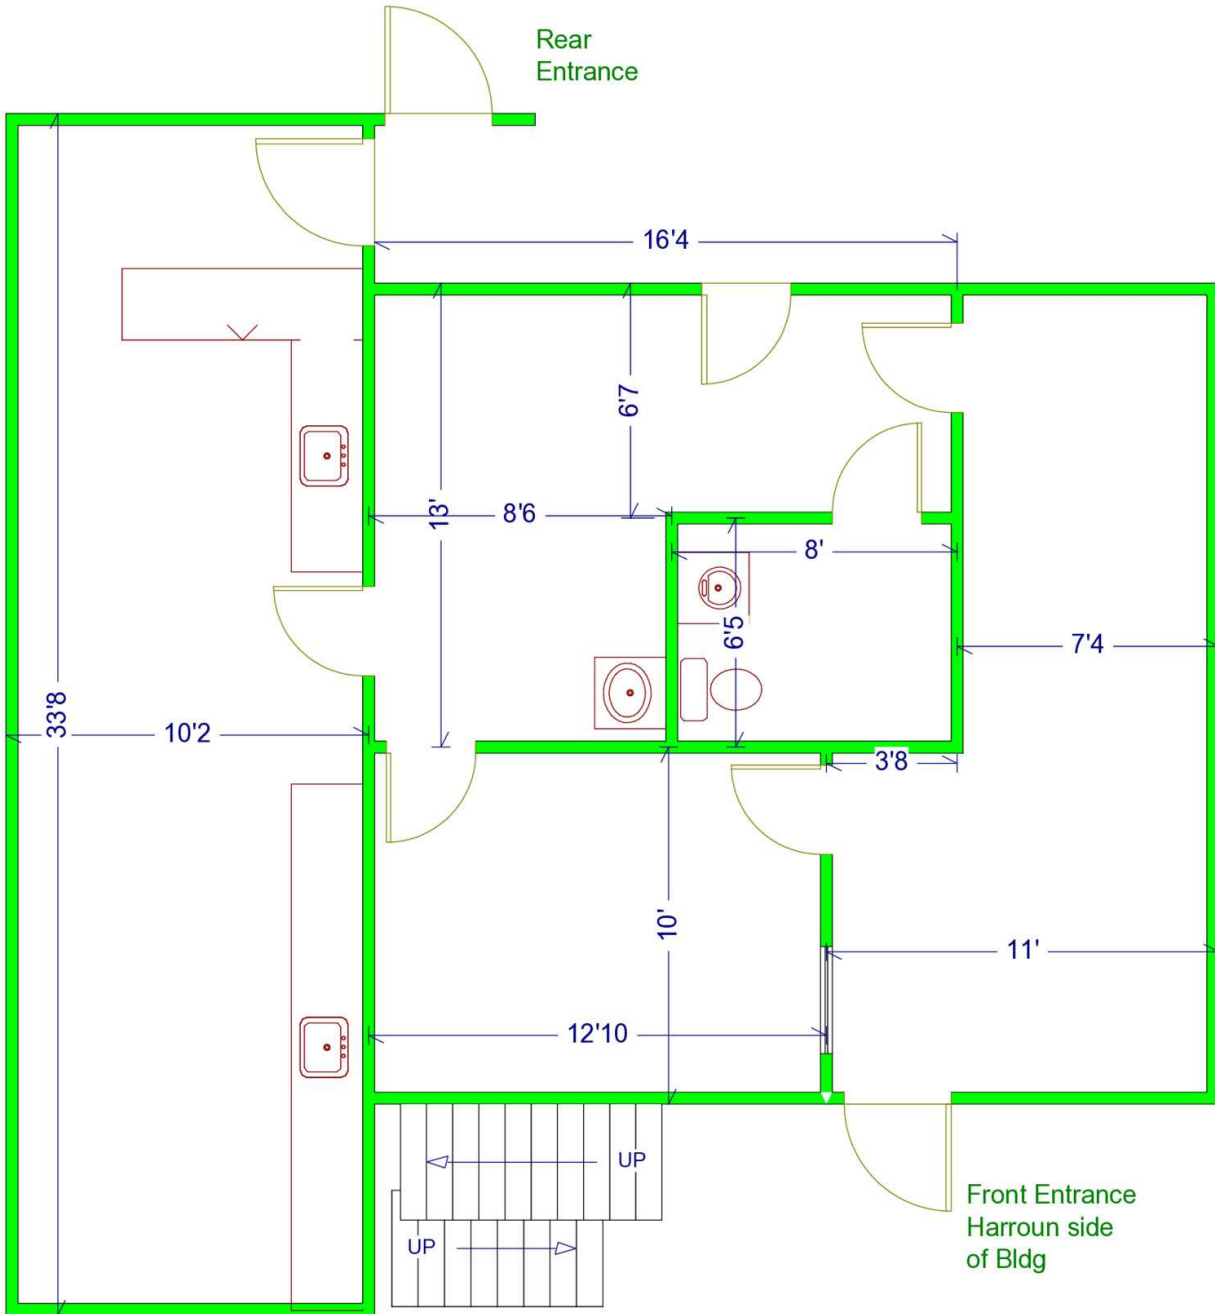 Rear
Entrance
16'4
6'7
13'
8'6
8'
6'5
7'4
33'8
10'2
3'8
10'
11'
12'10
UP
UP
Front Entrance
Harroun side
of Bldg